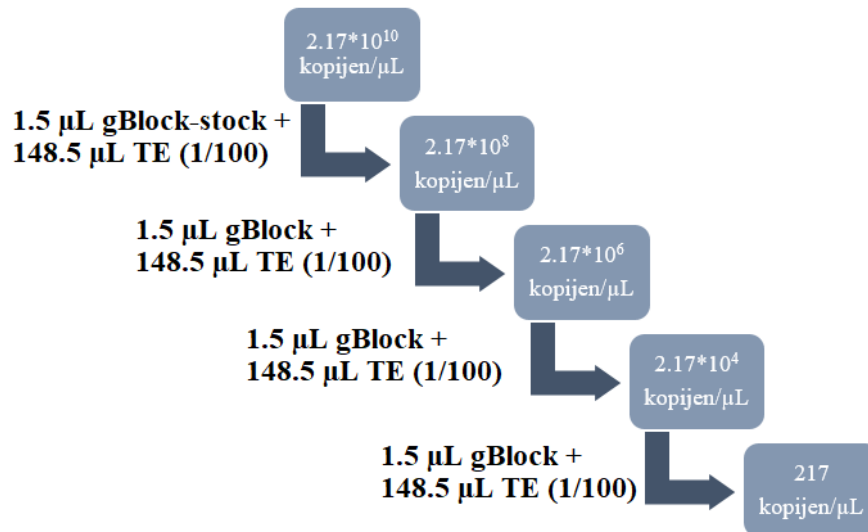 2.17*10¹⁰
kopijen/µL
1.5 µL gBlock-stock +
148.5 µL TE (1/100)
2.17*10⁸
kopijen/µL
1.5 µL gBlock +
148.5 µL TE (1/100)
2.17*10⁶
kopijen/µL
1.5 µL gBlock +
148.5 µL TE (1/100)
2.17*10⁴
kopijen/µL
1.5 µL gBlock +
148.5 µL TE (1/100)
217
kopijen/µL